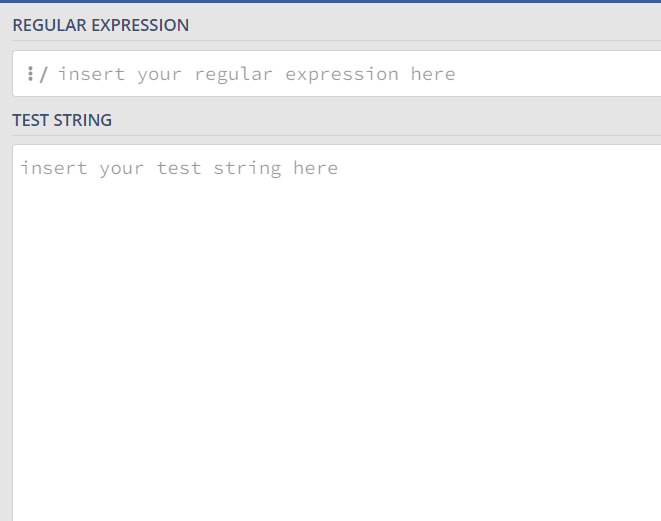 REGULAR EXPRESSION
⋮ / insert your regular expression here
TEST STRING
insert your test string here